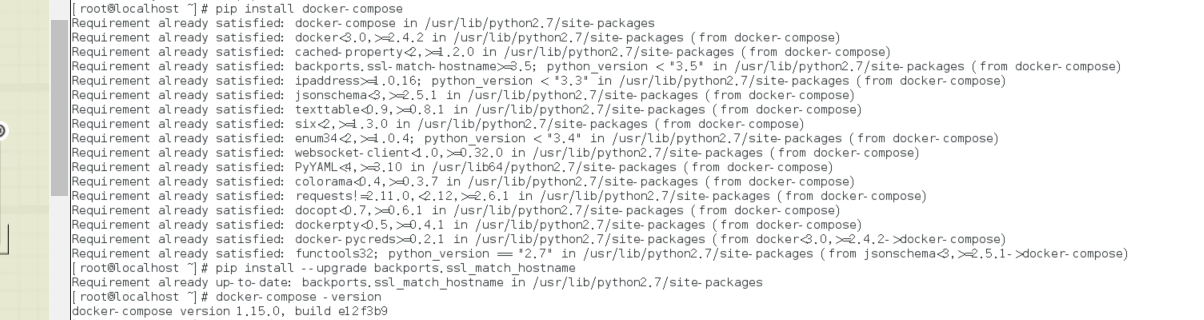 [root@localhost ~]# pip install docker-compose
Requirement already satisfied: docker-compose in /usr/lib/python2.7/site-packages
Requirement already satisfied: docker<3.0,>=2.4.2 in /usr/lib/python2.7/site-packages (from docker-compose)
Requirement already satisfied: cached-property<2,>=1.2.0 in /usr/lib/python2.7/site-packages (from docker-compose)
Requirement already satisfied: backports.ssl-match-hostname>=3.5; python_version < "3.5" in /usr/lib/python2.7/site-packages (from docker-compose)
Requirement already satisfied: ipaddress>=1.0.16; python_version < "3.3" in /usr/lib/python2.7/site-packages (from docker-compose)
Requirement already satisfied: jsonschema<3,>=2.5.1 in /usr/lib/python2.7/site-packages (from docker-compose)
Requirement already satisfied: texttable<0.9,>=0.8.1 in /usr/lib/python2.7/site-packages (from docker-compose)
Requirement already satisfied: six<2,>=1.3.0 in /usr/lib/python2.7/site-packages (from docker-compose)
Requirement already satisfied: enum34<2,>=1.0.4; python_version < "3.4" in /usr/lib/python2.7/site-packages (from docker-compose)
Requirement already satisfied: websocket-client<1.0,>=0.32.0 in /usr/lib/python2.7/site-packages (from docker-compose)
Requirement already satisfied: PyYAML<4,>=3.10 in /usr/lib64/python2.7/site-packages (from docker-compose)
Requirement already satisfied: colorama<0.4,>=0.3.7 in /usr/lib/python2.7/site-packages (from docker-compose)
Requirement already satisfied: requests!=2.11.0,<2.12,>=2.6.1 in /usr/lib/python2.7/site-packages (from docker-compose)
Requirement already satisfied: docopt<0.7,>=0.6.1 in /usr/lib/python2.7/site-packages (from docker-compose)
Requirement already satisfied: dockerpty<0.5,>=0.4.1 in /usr/lib/python2.7/site-packages (from docker-compose)
Requirement already satisfied: docker-pycreds>=0.2.1 in /usr/lib/python2.7/site-packages (from docker<3.0,>=2.4.2->docker-compose)
Requirement already satisfied: functools32; python_version == "2.7" in /usr/lib/python2.7/site-packages (from jsonschema<3,>=2.5.1->docker-compose)
[root@localhost ~]# pip install --upgrade backports.ssl_match_hostname
Requirement already up-to-date: backports.ssl_match_hostname in /usr/lib/python2.7/site-packages
[root@localhost ~]# docker-compose -version
docker-compose version 1.15.0, build e12f3b9